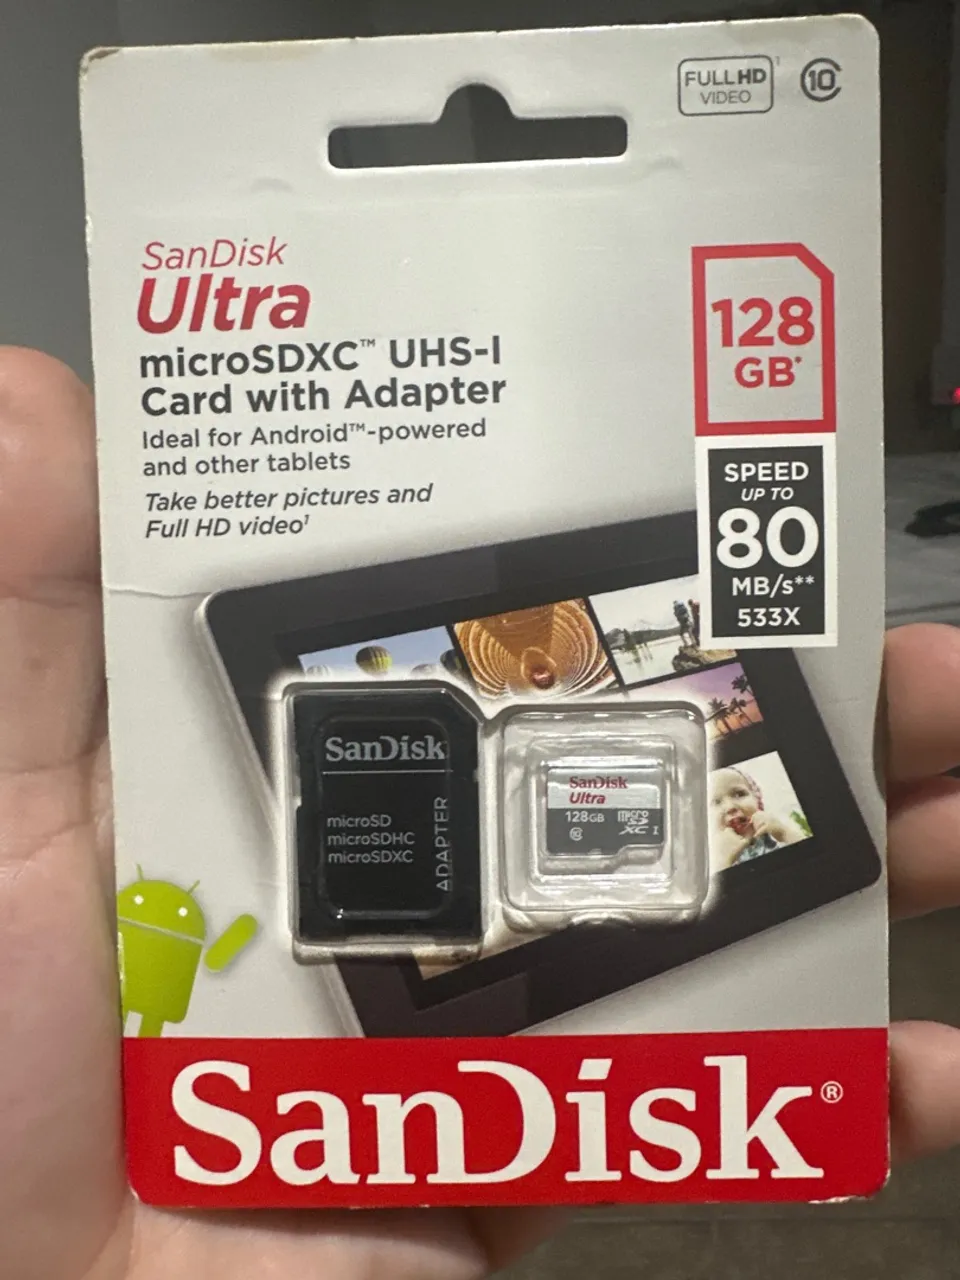 FULL HD
VIDEO
1
10
SanDisk
Ultra
microSDXC™ UHS-I
Card with Adapter
Ideal for Android™-powered
and other tablets
Take better pictures and
Full HD video¹
128
GB*
SPEED
UP TO
80
MB/s**
533X
SanDisk
microSD
microSDHC
microSDXC
ADAPTER
SanDisk
Ultra
128GB
micro
SD
XC I
10
SanDisk®